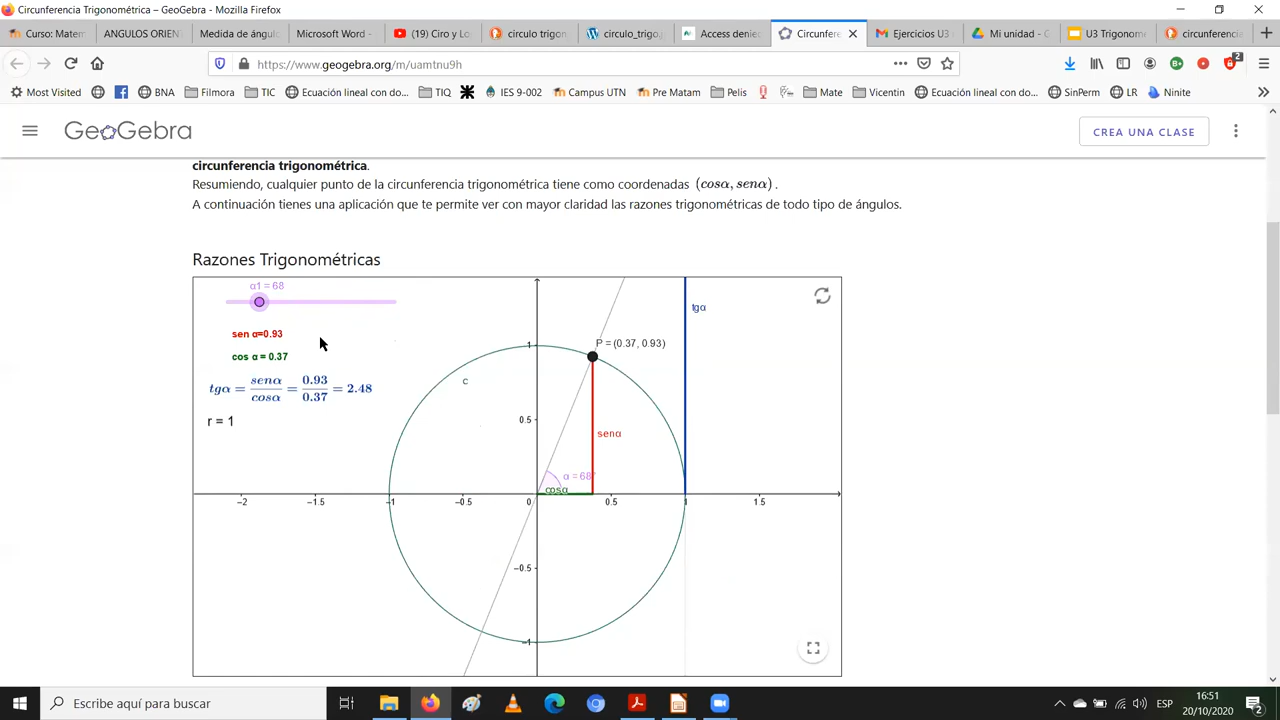 Circunferencia Trigonométrica – GeoGebra - Mozilla Firefox
Curso: Matem
ANGULOS ORIEN
Medida de ángul
Microsoft Word
(19) Ciro y Lo
circulo trigon
circulo_trigo.
Access denied
Circunfere
Ejercicios U3
Mi unidad - G
U3 Trigonome
circunferencia
https://www.geogebra.org/m/uamtnu9h
2
Most Visited
BNA
Filmora
TIC
Ecuación lineal con do...
TIQ
IES 9-002
Campus UTN
Pre Matam
Pelis
Mate
Vicentin
Ecuación lineal con do...
SinPerm
LR
Ninite
GeoGebra
CREA UNA CLASE
circunferencia trigonométrica.
Resumiendo, cualquier punto de la circunferencia trigonométrica tiene como coordenadas (cosα, senα) .
A continuación tienes una aplicación que te permite ver con mayor claridad las razones trigonométricas de todo tipo de ángulos.
Razones Trigonométricas
α1 = 68
sen α=0.93
cos α = 0.37
tgα = senα/cosα = 0.93/0.37 = 2.48
r = 1
tgα
P = (0.37, 0.93)
1
c
0.5
senα
α = 68°
cosα
−2 −1.5 −1 −0.5 0 0.5 1 1.5
−0.5
−1
Escribe aquí para buscar
ESP
16:51
20/10/2020
2